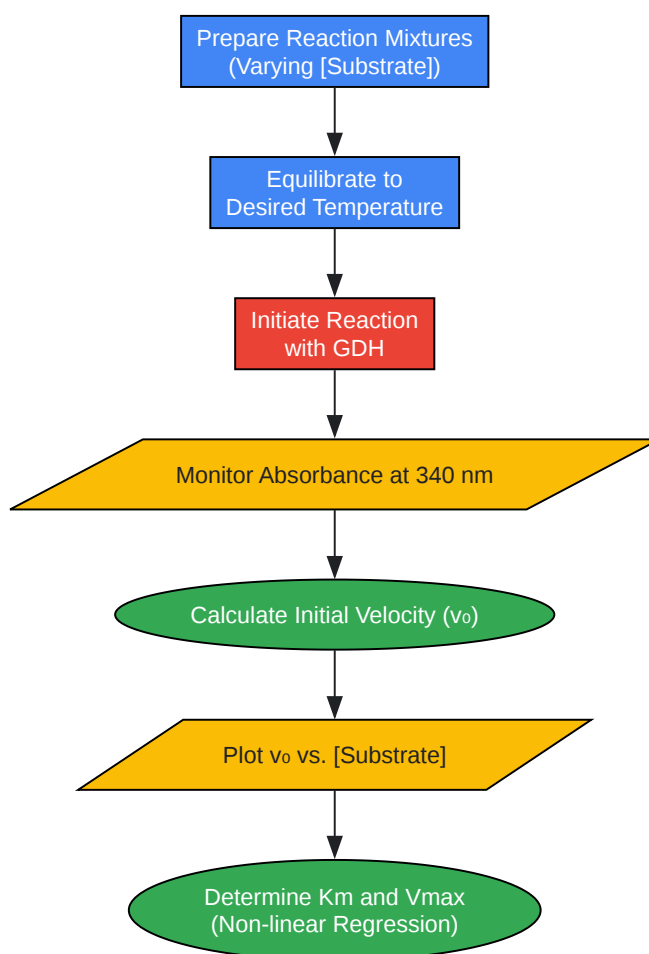 Prepare Reaction Mixtures
(Varying [Substrate])
Equilibrate to
Desired Temperature
Initiate Reaction
with GDH
Monitor Absorbance at 340 nm
Calculate Initial Velocity (v₀)
Plot v₀ vs. [Substrate]
Determine Km and Vmax
(Non-linear Regression)